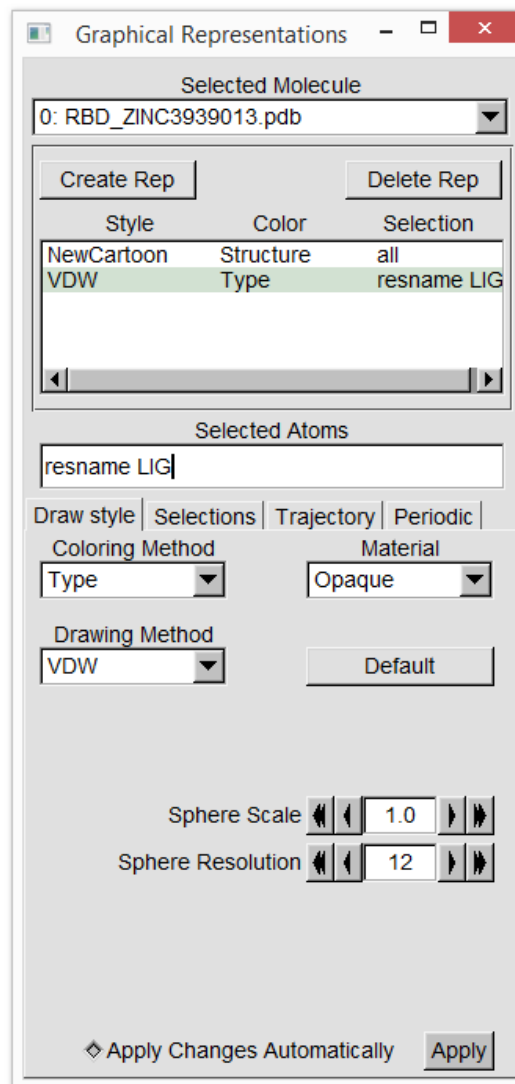 Graphical Representations
Selected Molecule
0: RBD_ZINC3939013.pdb
Create Rep Delete Rep
Style Color Selection
NewCartoon Structure all
VDW Type resname LIG
Selected Atoms
resname LIG
Draw style Selections Trajectory Periodic
Coloring Method Material
Type Opaque
Drawing Method
VDW Default
Sphere Scale 1.0
Sphere Resolution 12
Apply Changes Automatically Apply